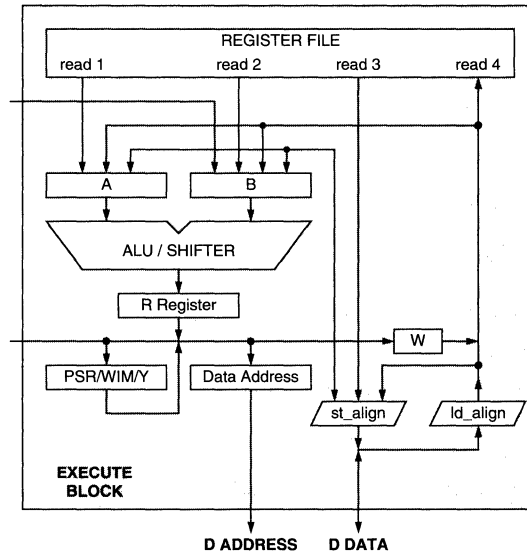 REGISTER FILE
read 1 read 2 read 3 read 4
A B
ALU / SHIFTER
R Register
W
PSR/WIM/Y Data Address
st_align ld_align
EXECUTE
BLOCK
D ADDRESS D DATA